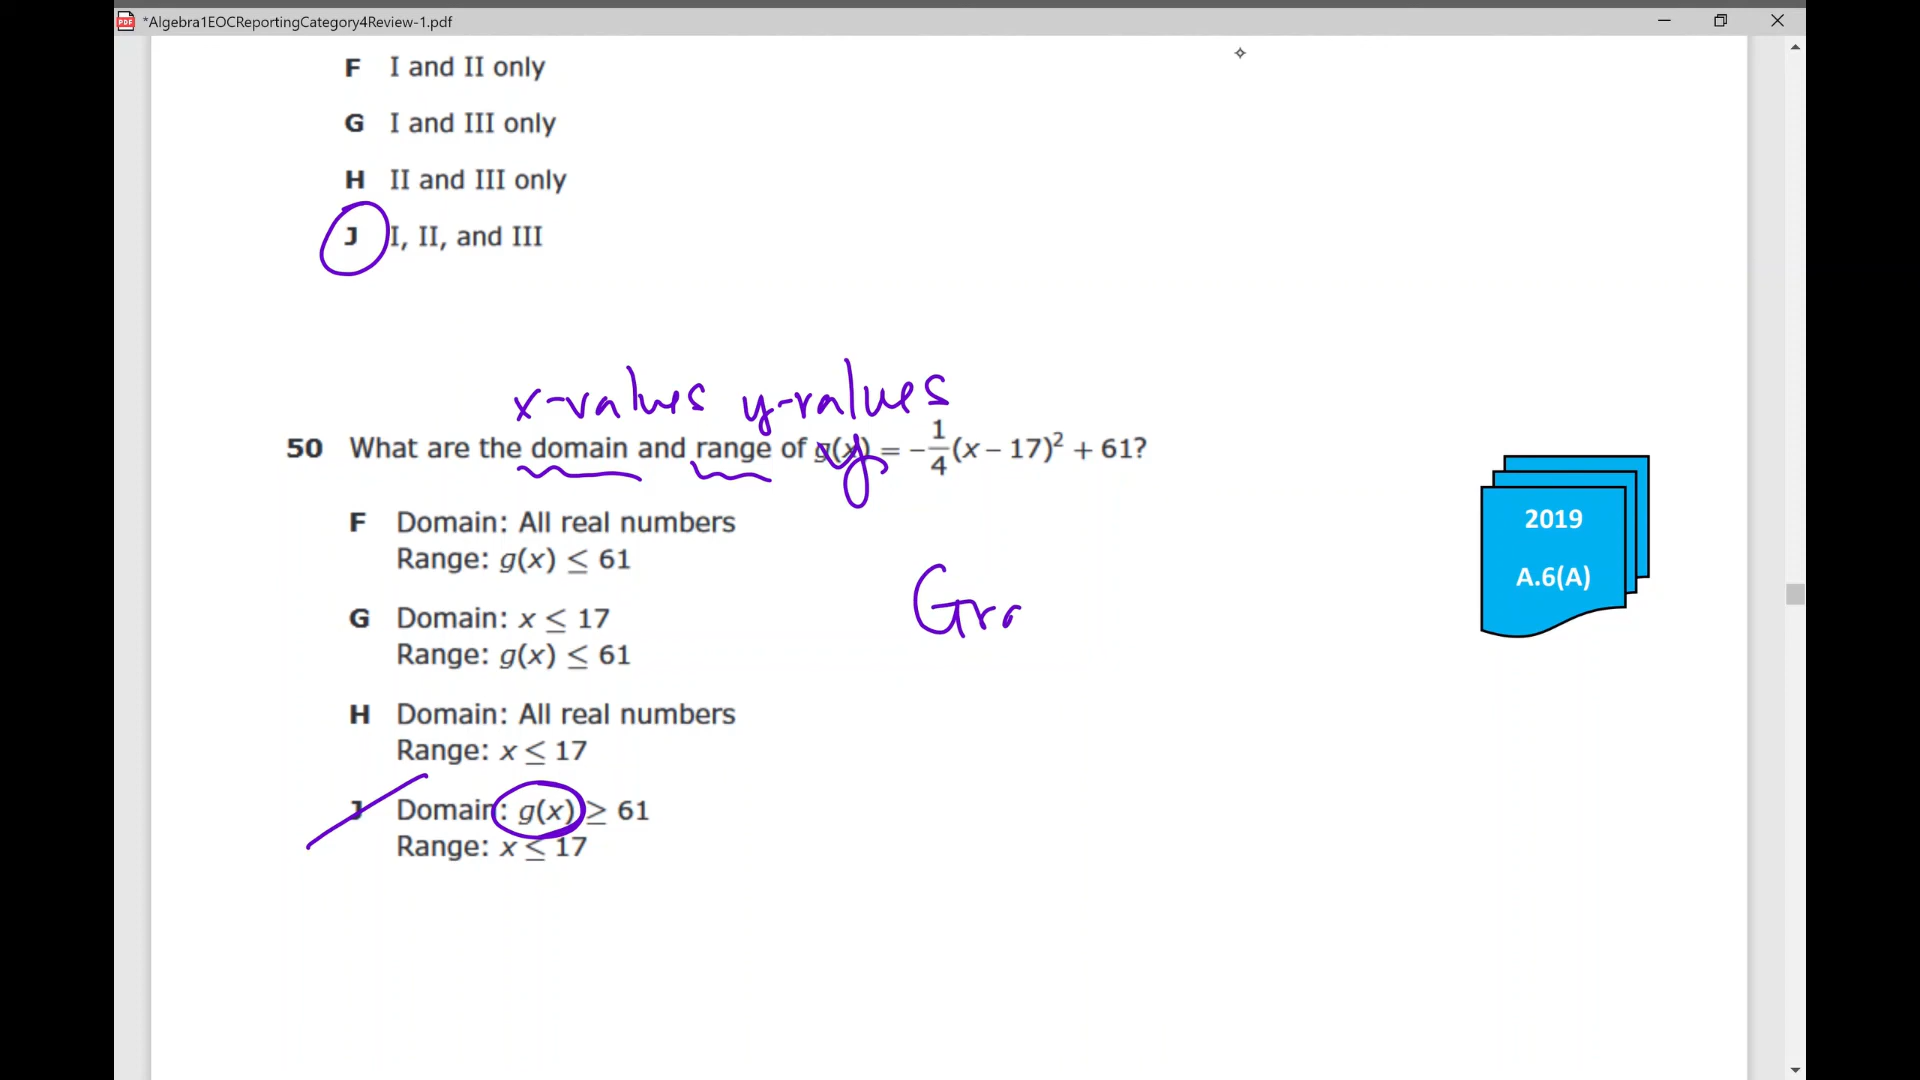 *Algebra1EOCReportingCategory4Review-1.pdf
F I and II only
G I and III only
H II and III only
J I, II, and III
x-values y-values
50 What are the domain and range of g(x) = -1/4(x - 17)² + 61?
y
F Domain: All real numbers
Range: g(x) ≤ 61
G Domain: x ≤ 17
Range: g(x) ≤ 61
H Domain: All real numbers
Range: x ≤ 17
J Domain: g(x) ≥ 61
Range: x ≤ 17
Gra
2019
A.6(A)